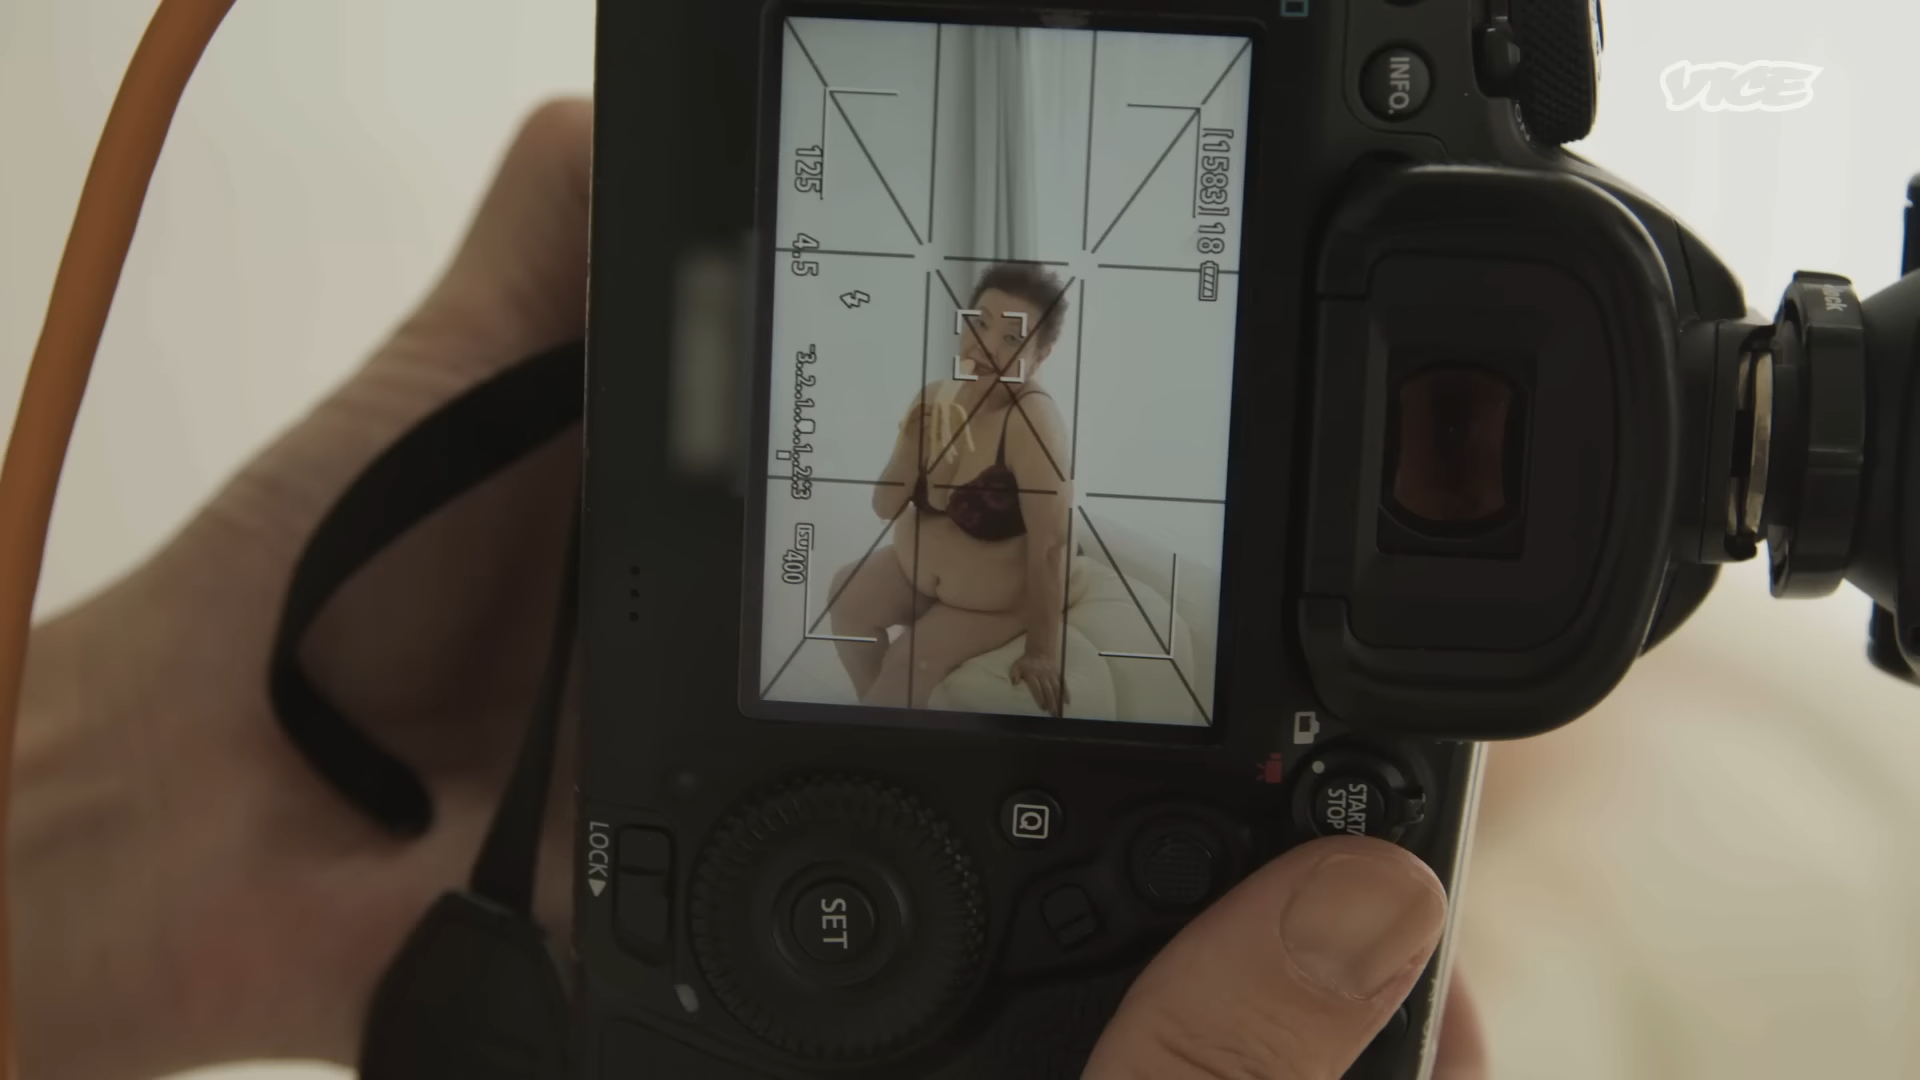 VICE
INFO.
[1583] 18
125 4.5
-3..2..1..0..1..2..3
ISO 400
START/
STOP
Q
SET
LOCK▶